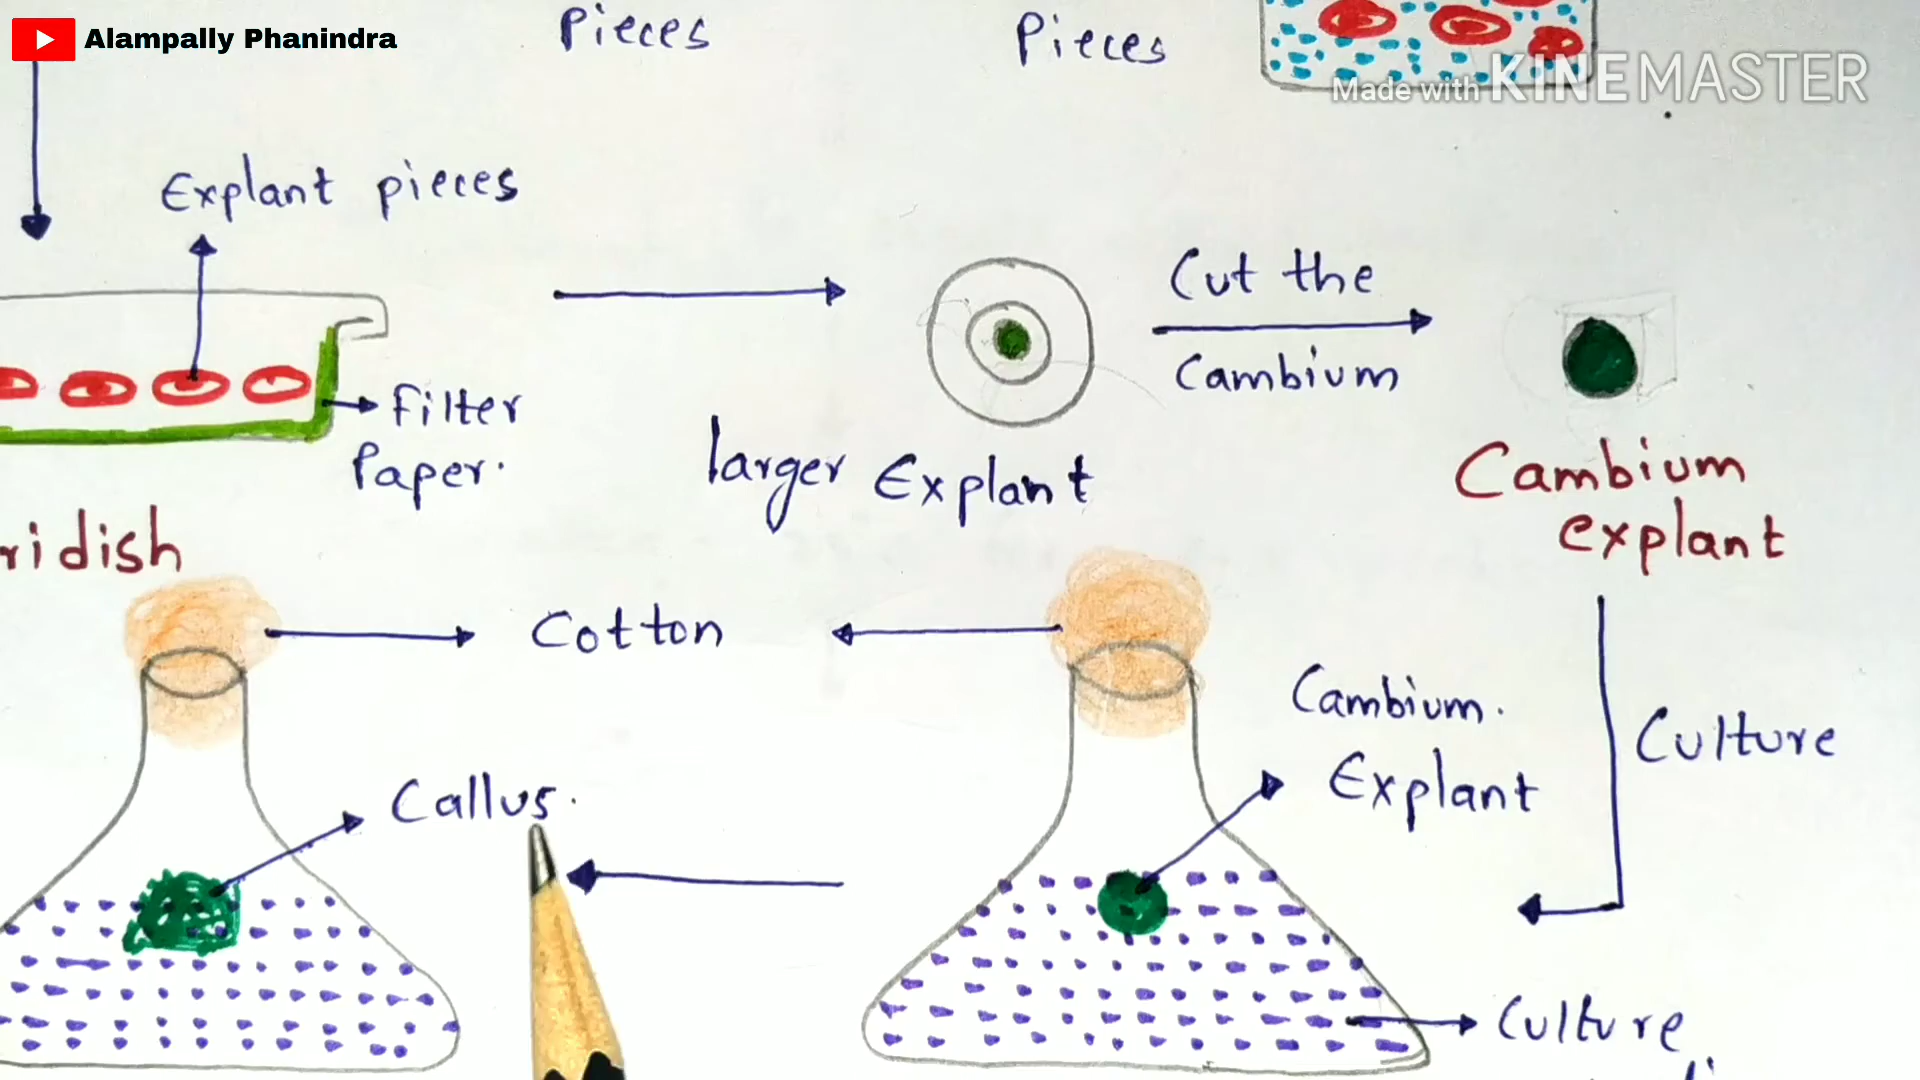 Alampally Phanindra
Pieces
Pieces
Made with KINEMASTER
Explant pieces
Cut the
Cambium
Filter
Paper.
larger Explant
Cambium
explant
ridish
Cotton
Cambium.
Explant
Culture
Callus.
Culture